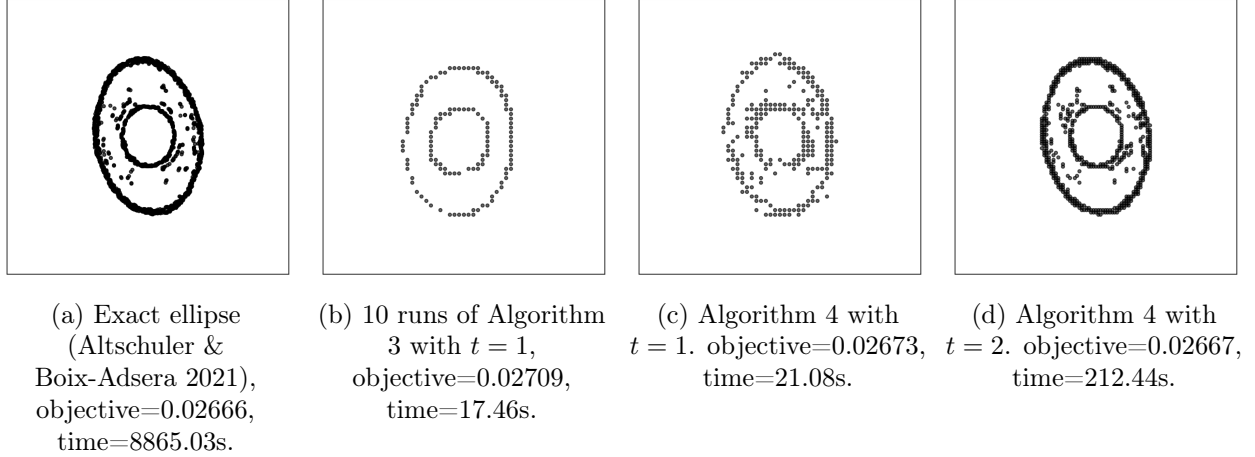 (a) Exact ellipse
(Altschuler &
Boix-Adsera 2021),
objective=0.02666,
time=8865.03s.
(b) 10 runs of Algorithm
3 with t = 1,
objective=0.02709,
time=17.46s.
(c) Algorithm 4 with
t = 1. objective=0.02673,
time=21.08s.
(d) Algorithm 4 with
t = 2. objective=0.02667,
time=212.44s.